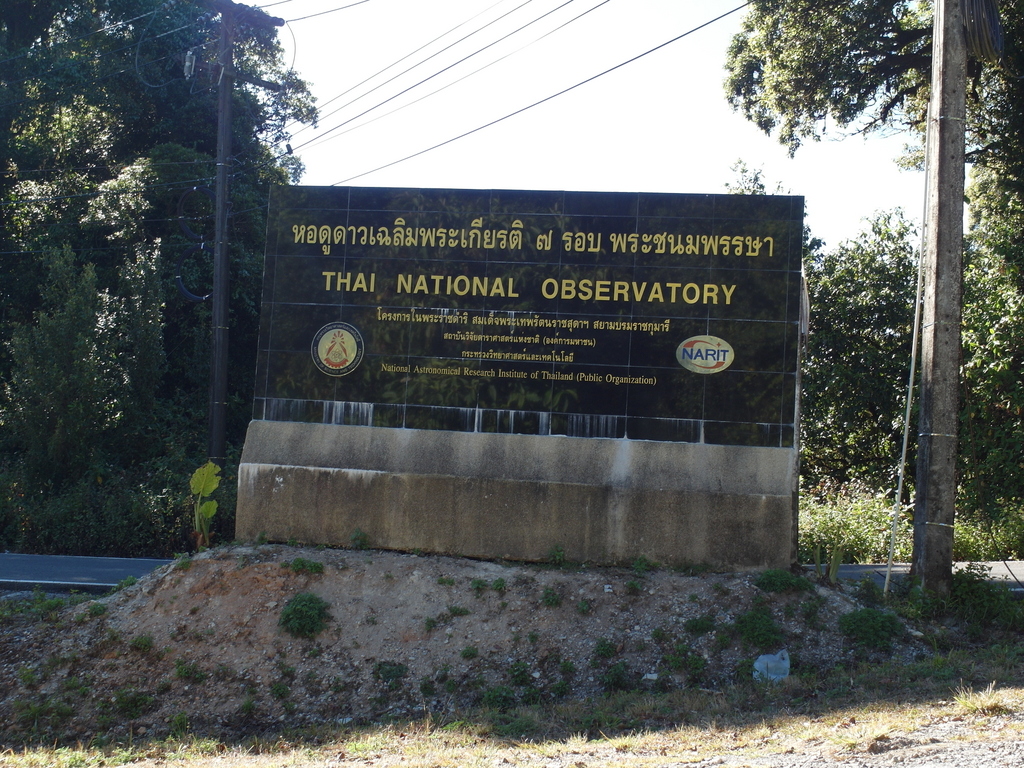 หอดูดาวเฉลิมพระเกียรติ ๗ รอบ พระชนมพรรษา
THAI NATIONAL OBSERVATORY
โครงการในพระราชดำริ สมเด็จพระเทพรัตนราชสุดาฯ สยามบรมราชกุมารี
สถาบันวิจัยดาราศาสตร์แห่งชาติ (องค์การมหาชน)
กระทรวงวิทยาศาสตร์และเทคโนโลยี
National Astronomical Research Institute of Thailand (Public Organization)
NARIT